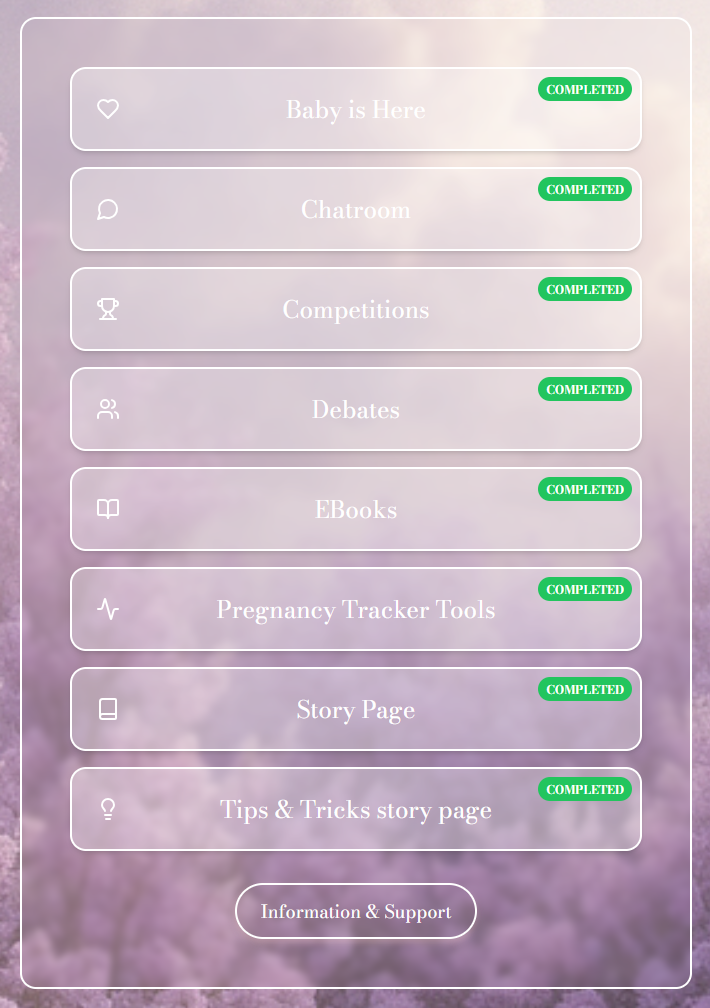 Baby is Here
COMPLETED
Chatroom
COMPLETED
Competitions
COMPLETED
Debates
COMPLETED
EBooks
COMPLETED
Pregnancy Tracker Tools
COMPLETED
Story Page
COMPLETED
Tips & Tricks story page
COMPLETED
Information & Support